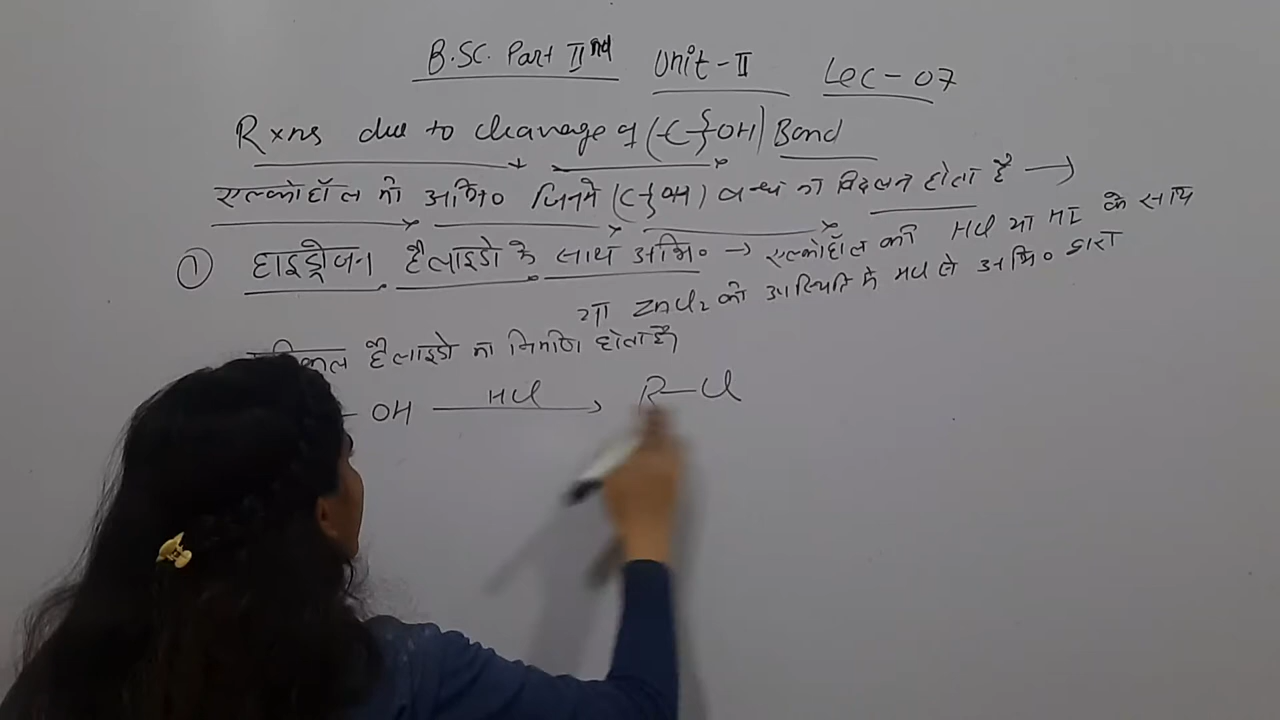 B.SC. Part IInd Unit-II Lec-07
Rxns due to cleavage of (-C-}OH) Bond
एल्कोहॉल की अभि० जिनमे (C-}OH) बन्ध का विदलन होता है →
① हाइड्रोजन हैलाइडो के साथ अभि० → एल्कोहॉल की HCl या HI के साथ
या ZnCl₂ की उपस्थिति में HCl से अभि० द्वारा
हैलाइडो का निर्माण होता है
- OH HCl → R-Cl